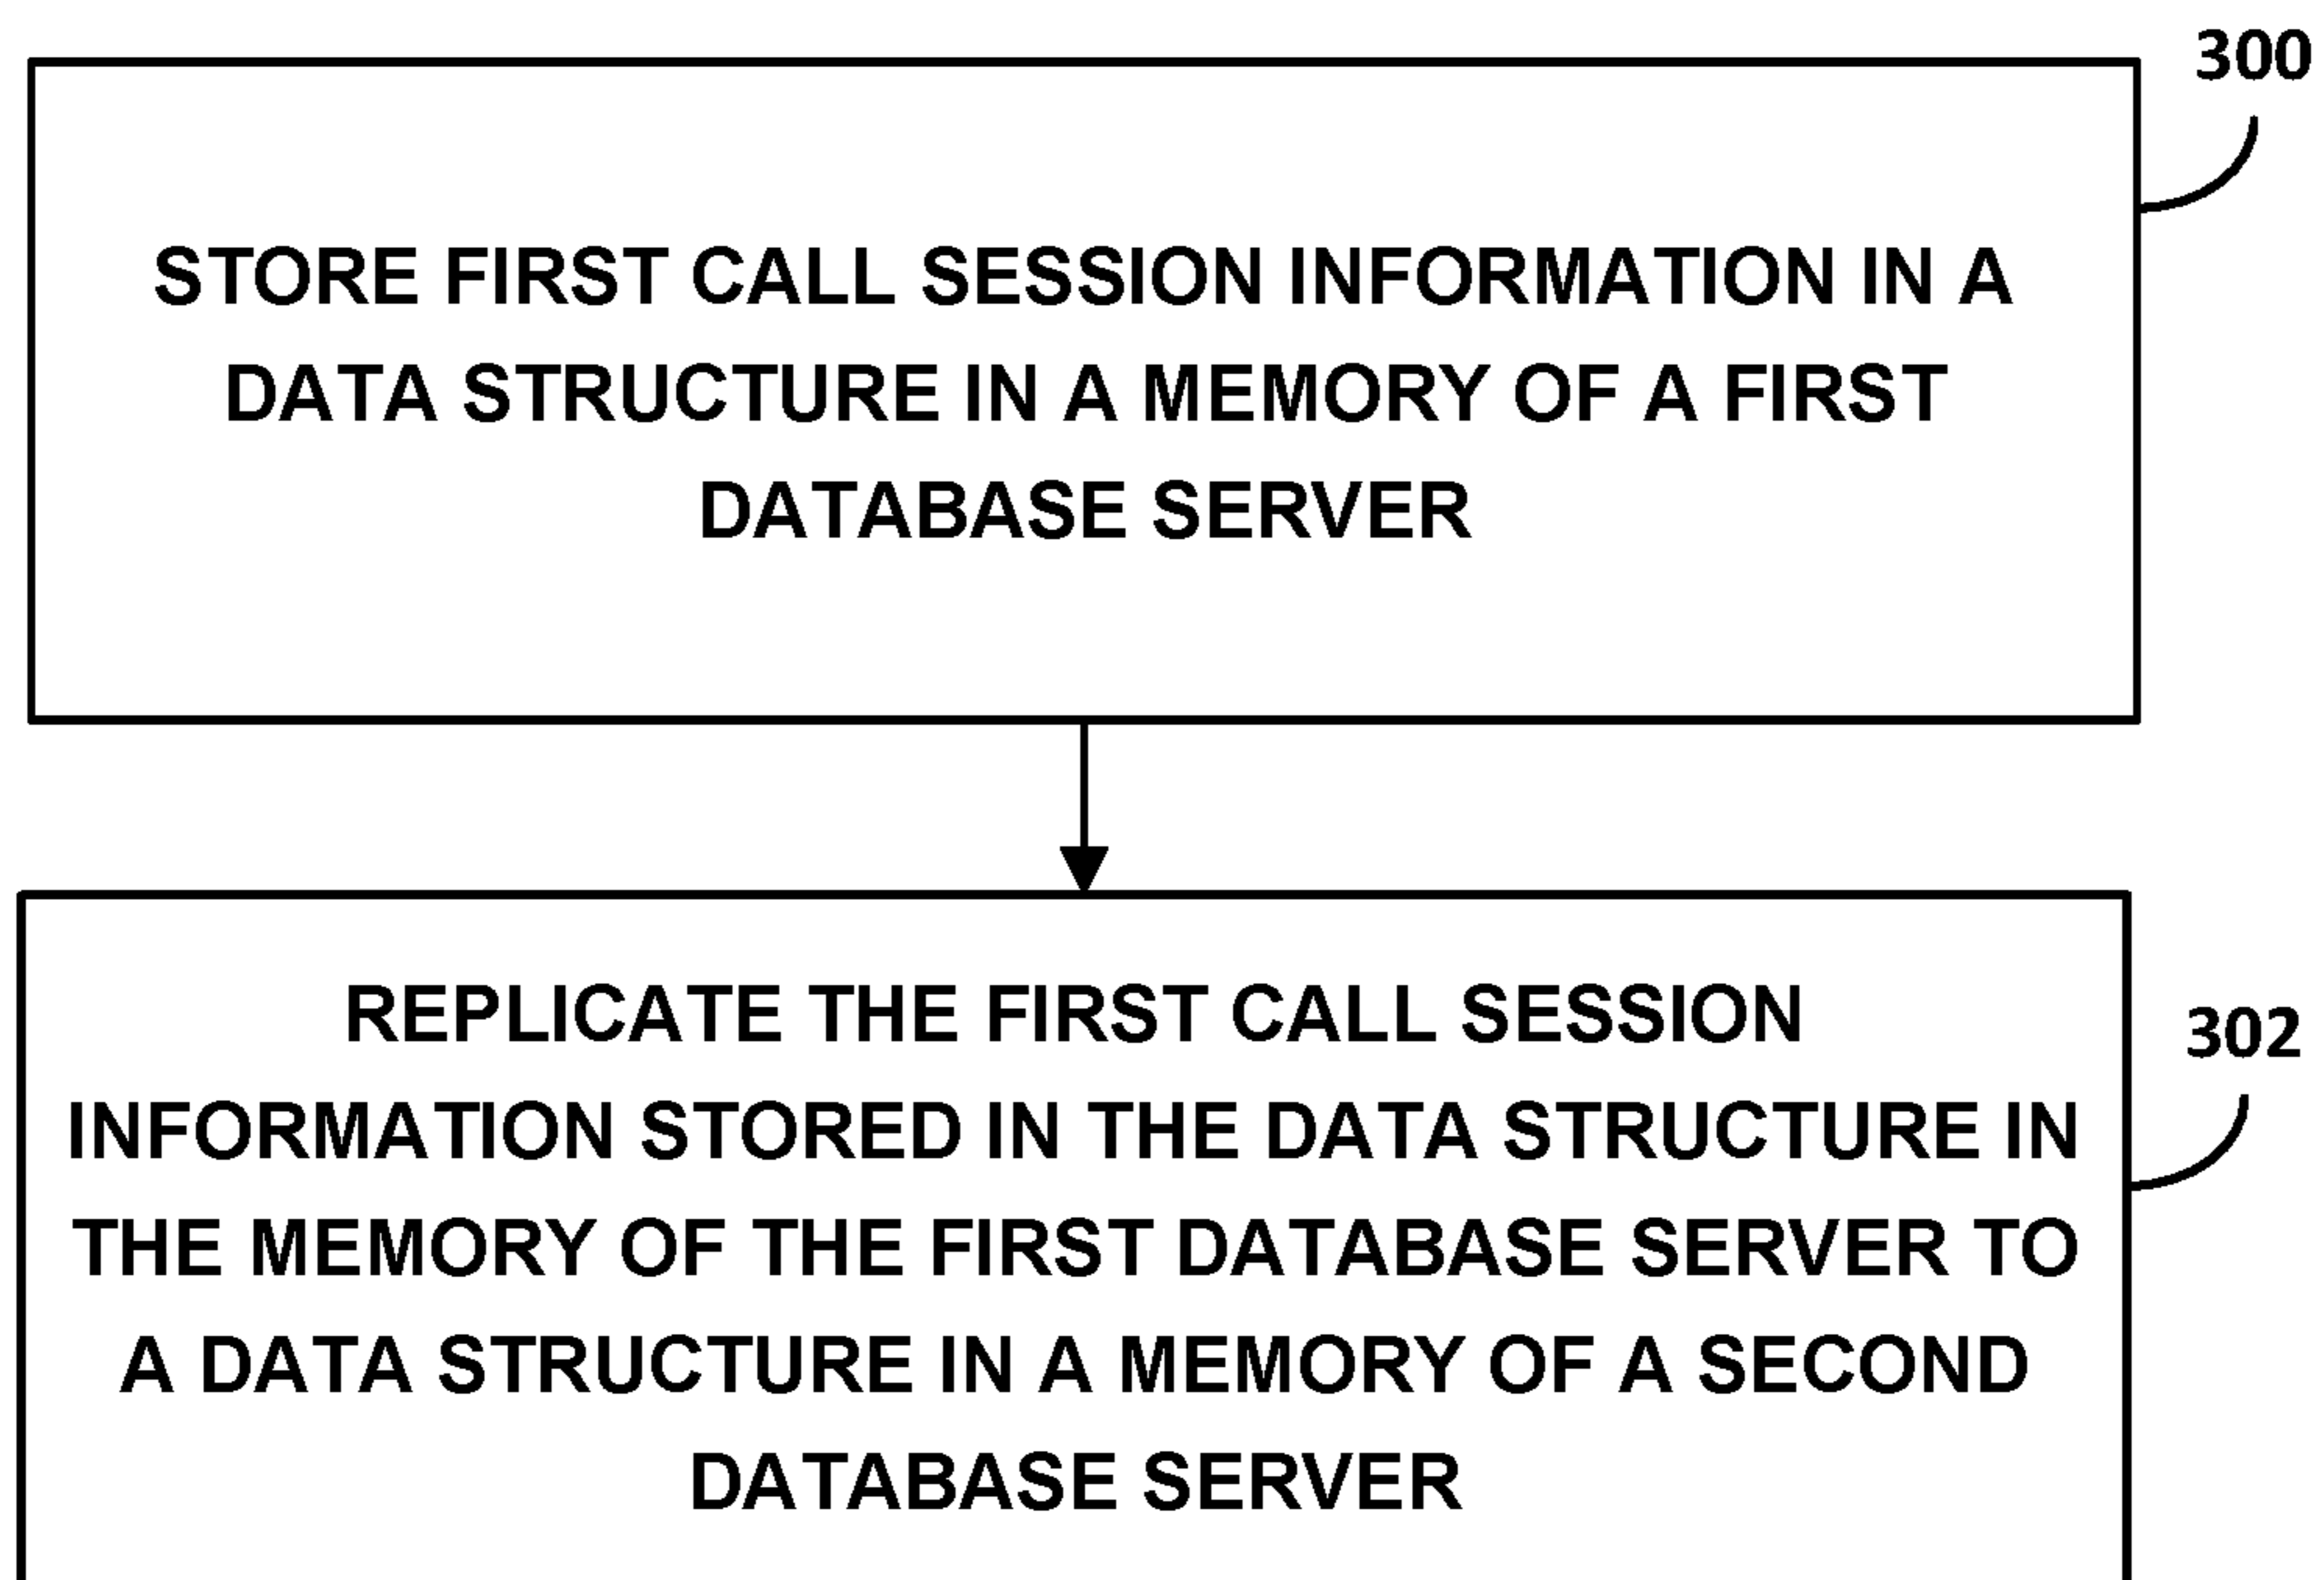 300
STORE FIRST CALL SESSION INFORMATION IN A
DATA STRUCTURE IN A MEMORY OF A FIRST
DATABASE SERVER
302
REPLICATE THE FIRST CALL SESSION
INFORMATION STORED IN THE DATA STRUCTURE IN
THE MEMORY OF THE FIRST DATABASE SERVER TO
A DATA STRUCTURE IN A MEMORY OF A SECOND
DATABASE SERVER